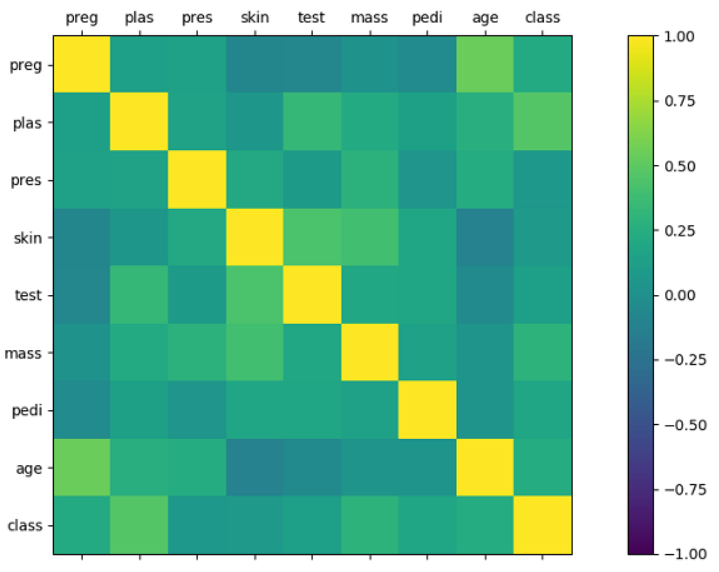 preg plas pres skin test mass pedi age class
preg
plas
pres
skin
test
mass
pedi
age
class
1.00
0.75
0.50
0.25
0.00
−0.25
−0.50
−0.75
−1.00